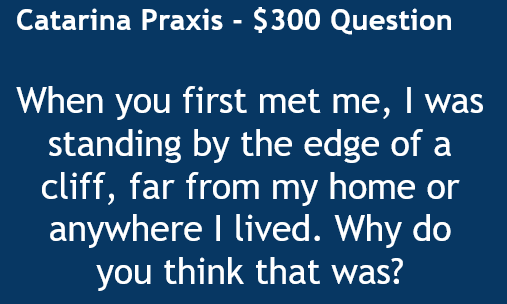 Catarina Praxis - $300 Question
When you first met me, I was
standing by the edge of a
cliff, far from my home or
anywhere I lived. Why do
you think that was?